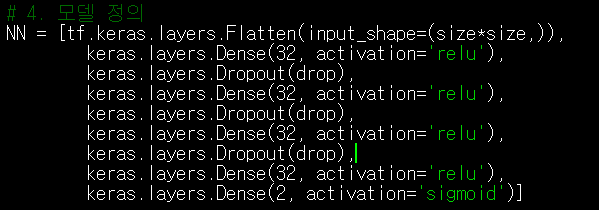 # 4. 모델 정의
NN = [tf.keras.layers.Flatten(input_shape=(size*size,)),
keras.layers.Dense(32, activation='relu'),
keras.layers.Dropout(drop),
keras.layers.Dense(32, activation='relu'),
keras.layers.Dropout(drop),
keras.layers.Dense(32, activation='relu'),
keras.layers.Dropout(drop),
keras.layers.Dense(32, activation='relu'),
keras.layers.Dense(2, activation='sigmoid')]